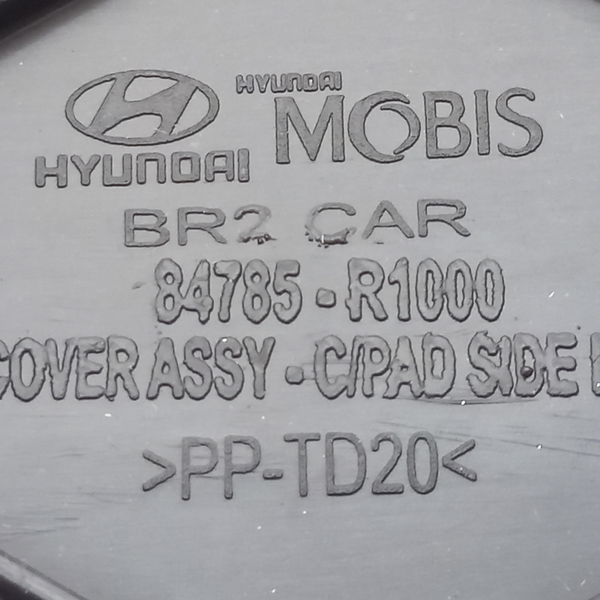 HYUNDAI MOBIS
HYUNDAI
BR2 CAR
84785-R1000
COVER ASSY-C/PAD SIDE
>PP-TD20<